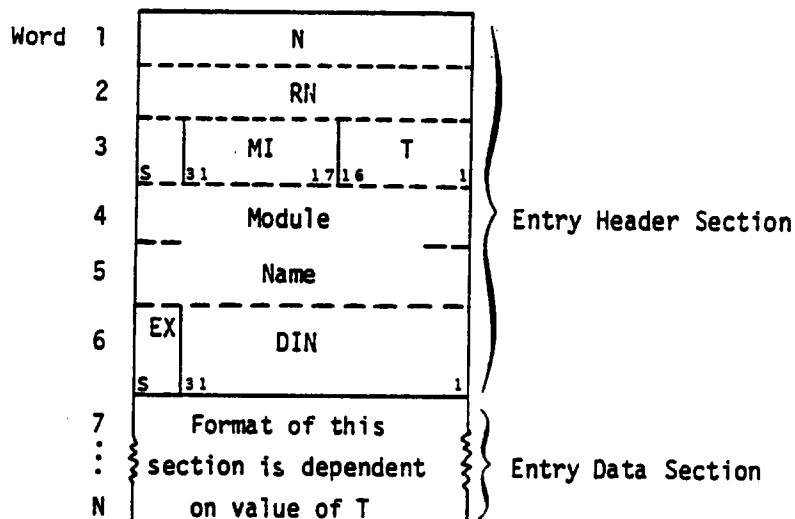 Word 1 N
2 RN
3 MI T
S 31 17 16 1
4 Module Entry Header Section
5 Name
6 EX DIN
S 31 1
7 Format of this
: section is dependent Entry Data Section
N on value of T